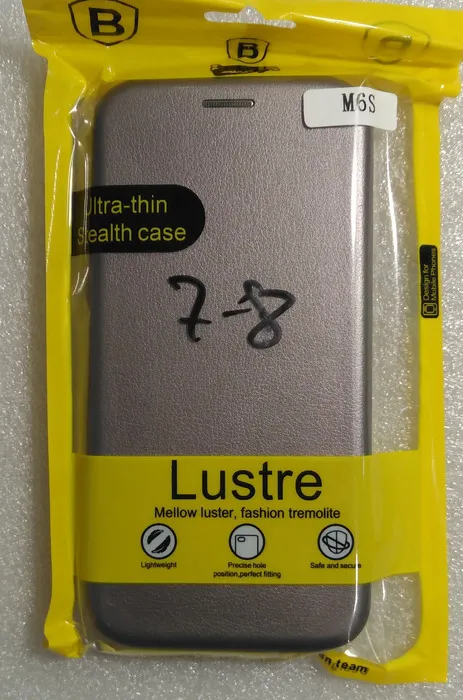 B
B
M6S
Ultra-thin
Stealth case
Design for
Mobile Phones
7-8
Lustre
Mellow luster, fashion tremolite
Lightweight
Precise hole
position,perfect fitting
Safe and secure
team